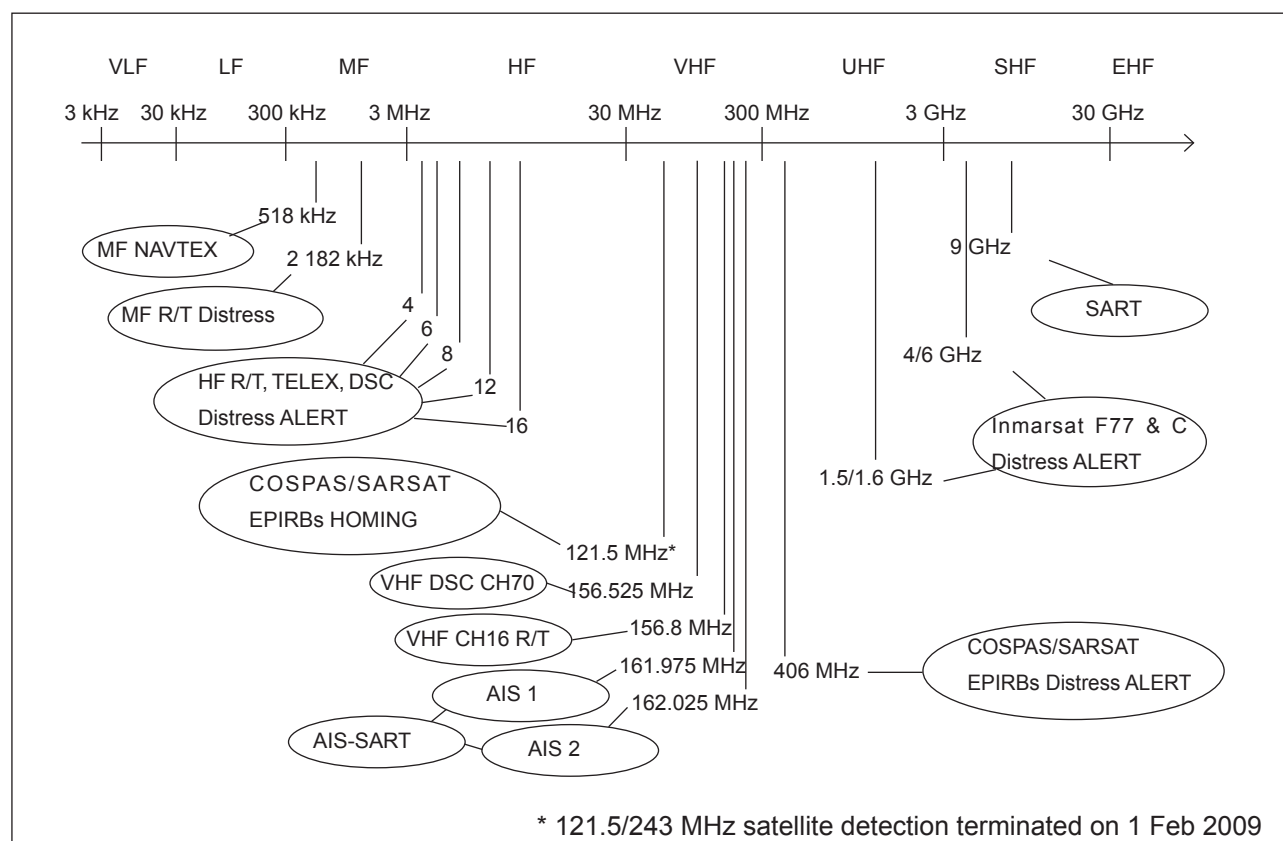 VLF LF MF HF VHF UHF SHF EHF
3 kHz 30 kHz 300 kHz 3 MHz 30 MHz 300 MHz 3 GHz 30 GHz
518 kHz
MF NAVTEX
9 GHz
2 182 kHz
MF R/T Distress
SART
4
6
8
4/6 GHz
HF R/T, TELEX, DSC
Distress ALERT
12
16
Inmarsat F77 & C
Distress ALERT
1.5/1.6 GHz
COSPAS/SARSAT
EPIRBs HOMING
121.5 MHz*
VHF DSC CH70
156.525 MHz
VHF CH16 R/T
156.8 MHz
161.975 MHz
406 MHz
COSPAS/SARSAT
EPIRBs Distress ALERT
AIS 1
162.025 MHz
AIS-SART
AIS 2
* 121.5/243 MHz satellite detection terminated on 1 Feb 2009